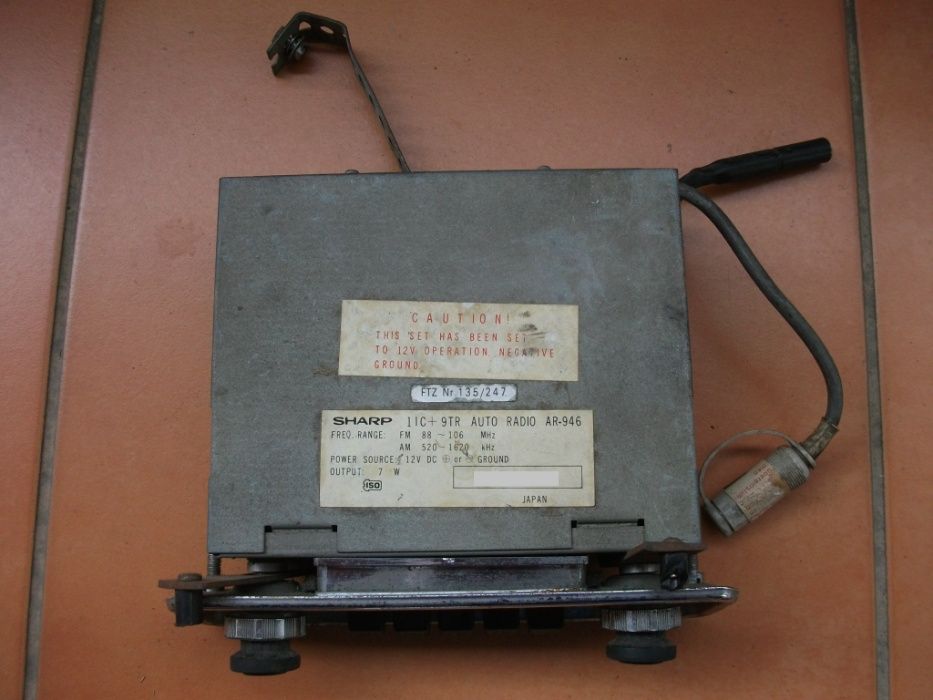 CAUTION!
THIS SET HAS BEEN SET
TO 12V OPERATION NEGATIVE
GROUND.
FTZ Nr 135/247
SHARP 1IC+9TR AUTO RADIO AR-946
FREQ. RANGE: FM 88~106 MHz
AM 520~1620 kHz
POWER SOURCE: 12V DC ⊕ or ⊖ GROUND
OUTPUT: 7 W
ISO
JAPAN